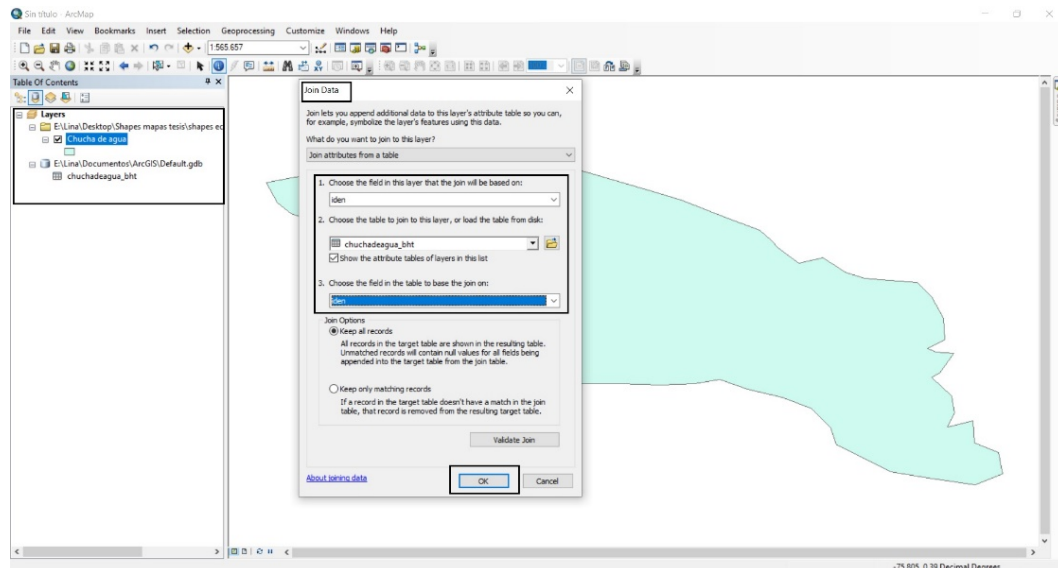 Sin título - ArcMap
File Edit View Bookmarks Insert Selection Geoprocessing Customize Windows Help
1:565.657
Table Of Contents
Layers
E:\Lina\Desktop\Shapes mapas tesis\shapes ec
Chucha de agua
E:\Lina\Documentos\ArcGIS\Default.gdb
chuchadeagua_bht
Join Data
Join lets you append additional data to this layer's attribute table so you can,
for example, symbolize the layer's features using this data.
What do you want to join to this layer?
Join attributes from a table
1. Choose the field in this layer that the join will be based on:
iden
2. Choose the table to join to this layer, or load the table from disk:
chuchadeagua_bht
Show the attribute tables of layers in this list
3. Choose the field in the table to base the join on:
iden
Join Options
Keep all records
All records in the target table are shown in the resulting table.
Unmatched records will contain null values for all fields being
appended into the target table from the join table.
Keep only matching records
If a record in the target table doesn't have a match in the join
table, that record is removed from the resulting target table.
Validate Join
About joining data
OK Cancel
-75,805 0,39 Decimal Degrees